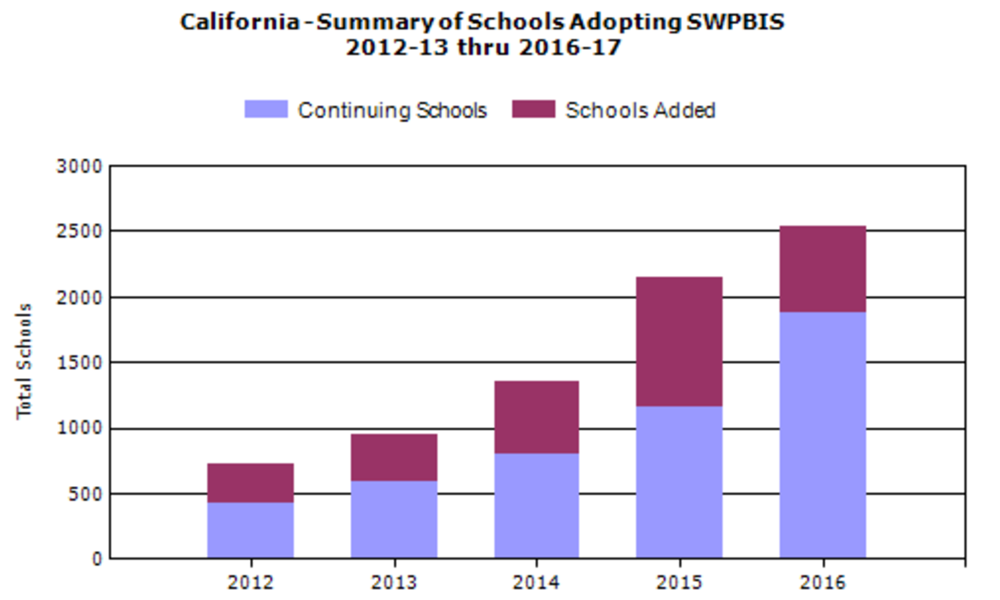 California - Summary of Schools Adopting SWPBIS
2012-13 thru 2016-17
Continuing Schools
Schools Added
3000
2500
2000
1500
1000
500
0
Total Schools
2012
2013
2014
2015
2016